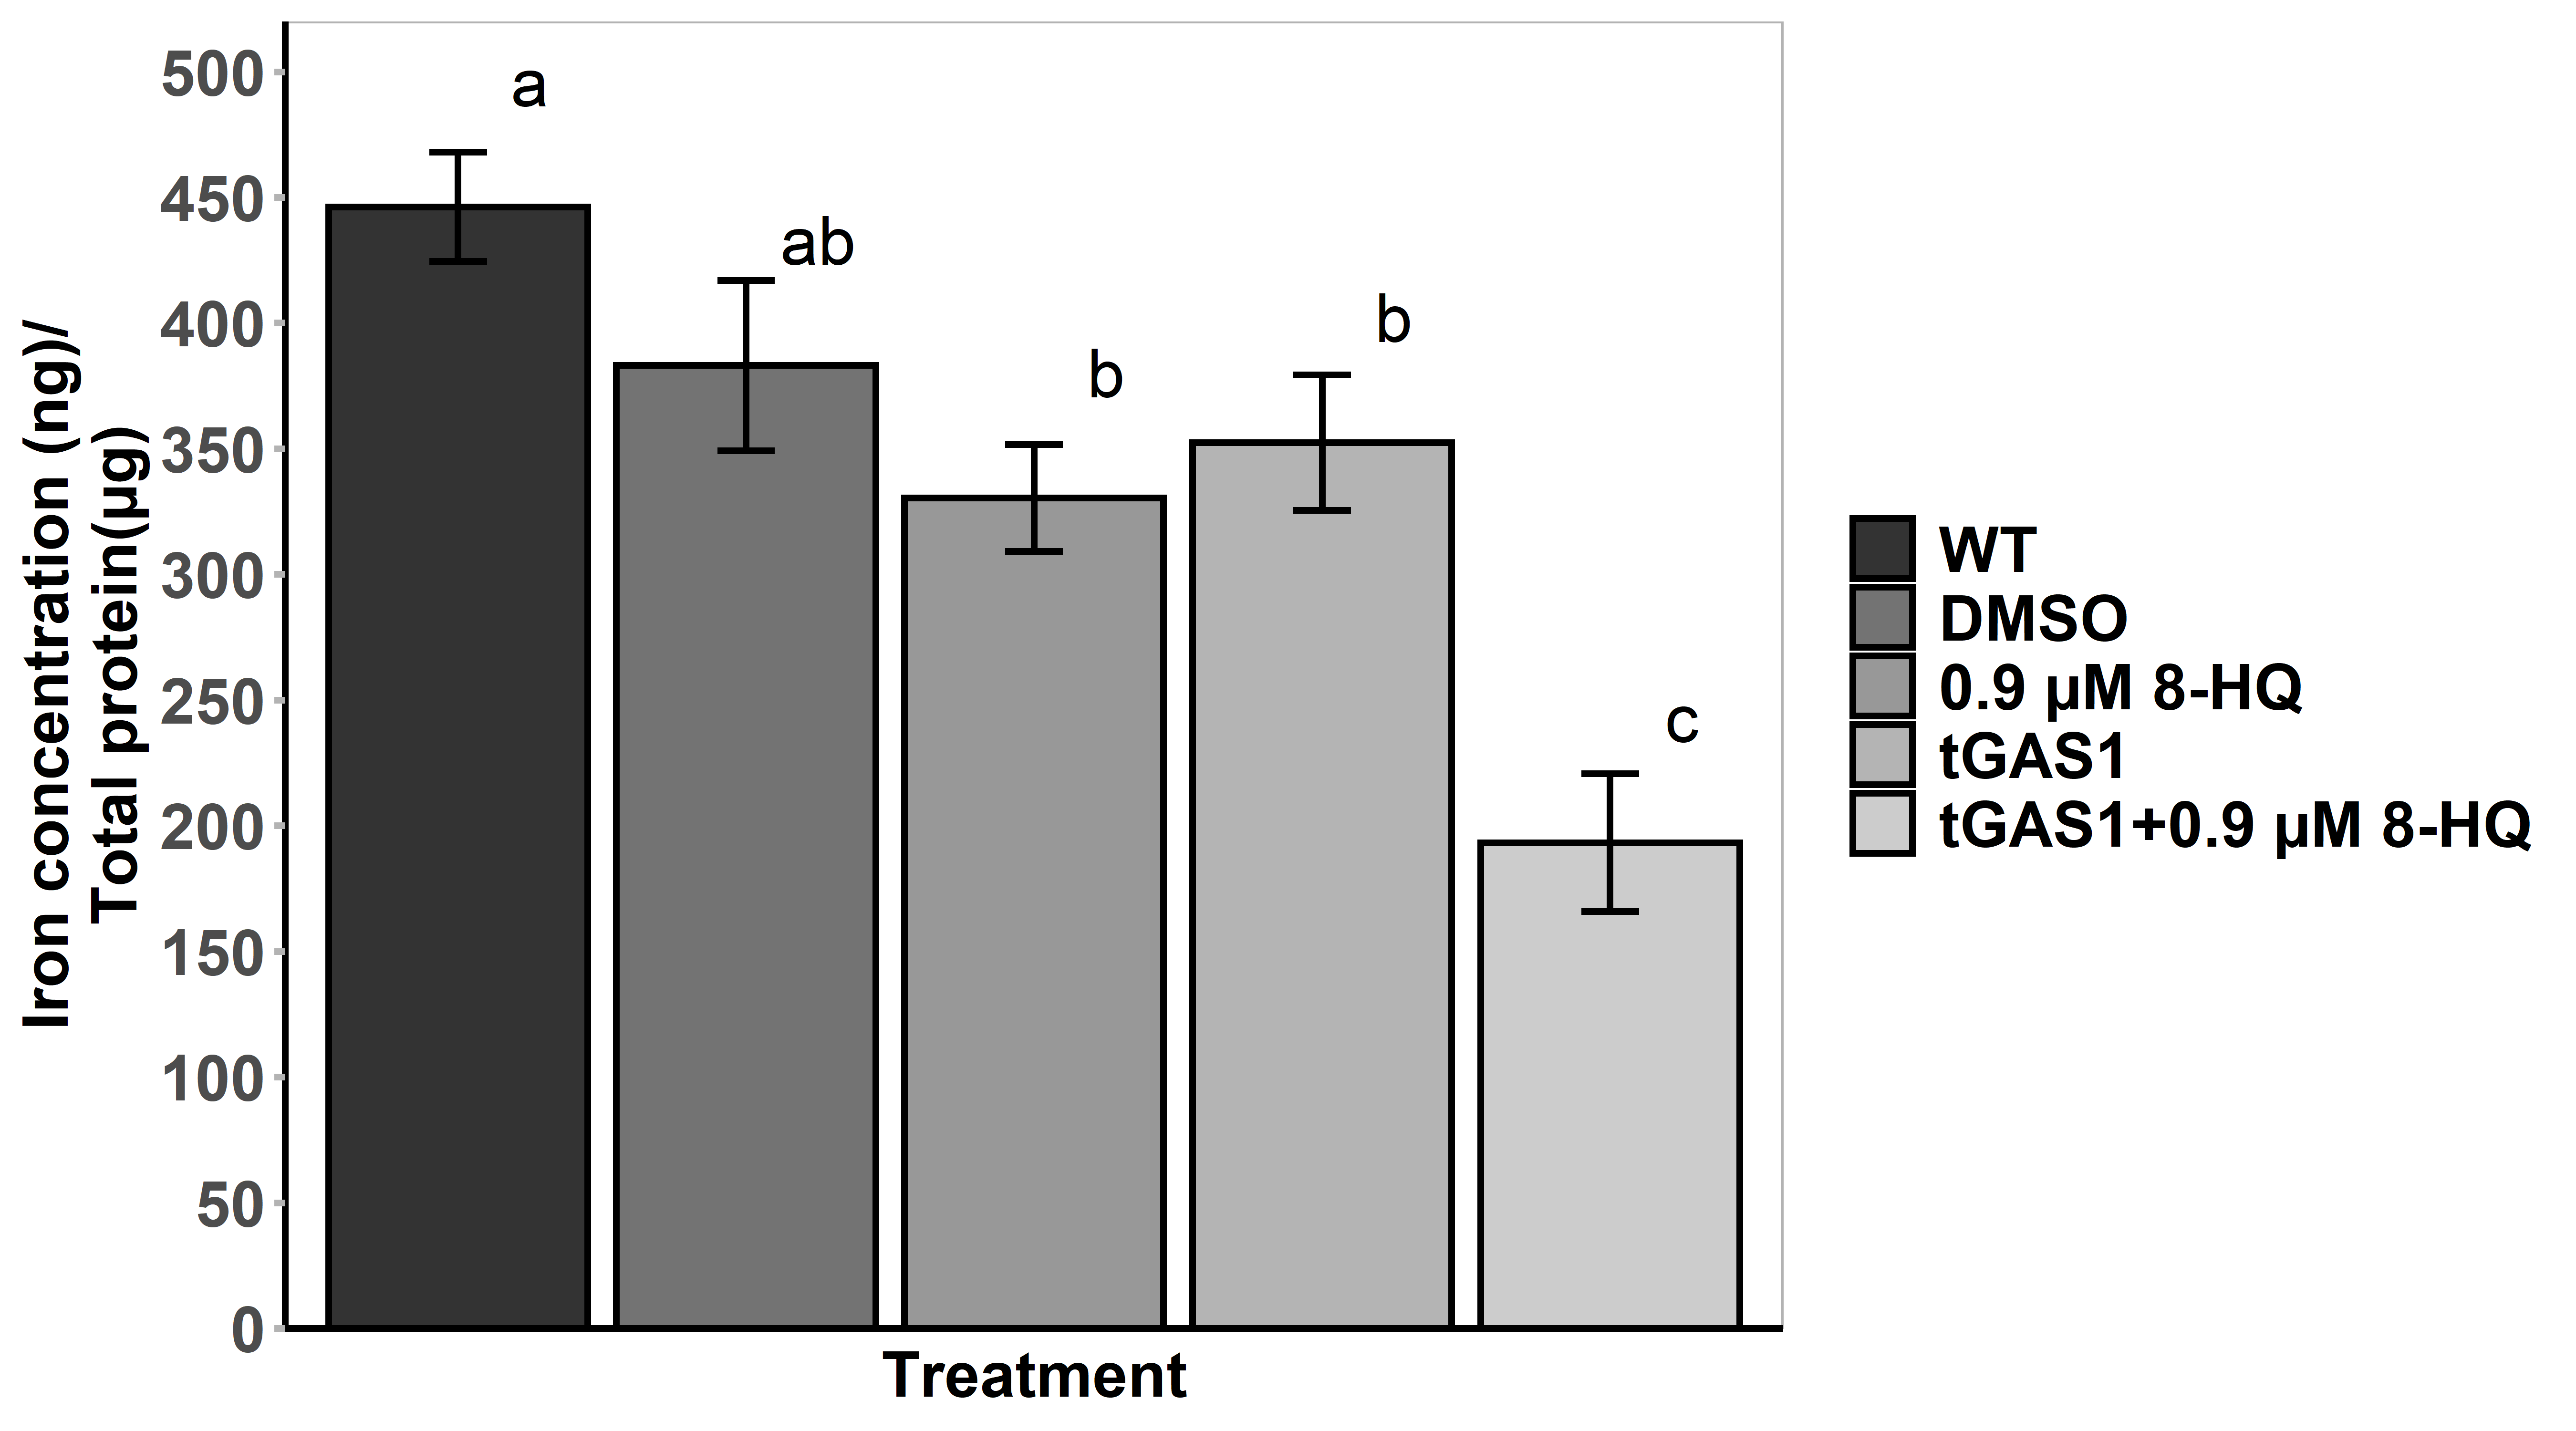 Iron concentration (ng)/
Total protein(µg)
500
450
400
350
300
250
200
150
100
50
0
a
ab
b
b
c
Treatment
WT
DMSO
0.9 µM 8-HQ
tGAS1
tGAS1+0.9 µM 8-HQ